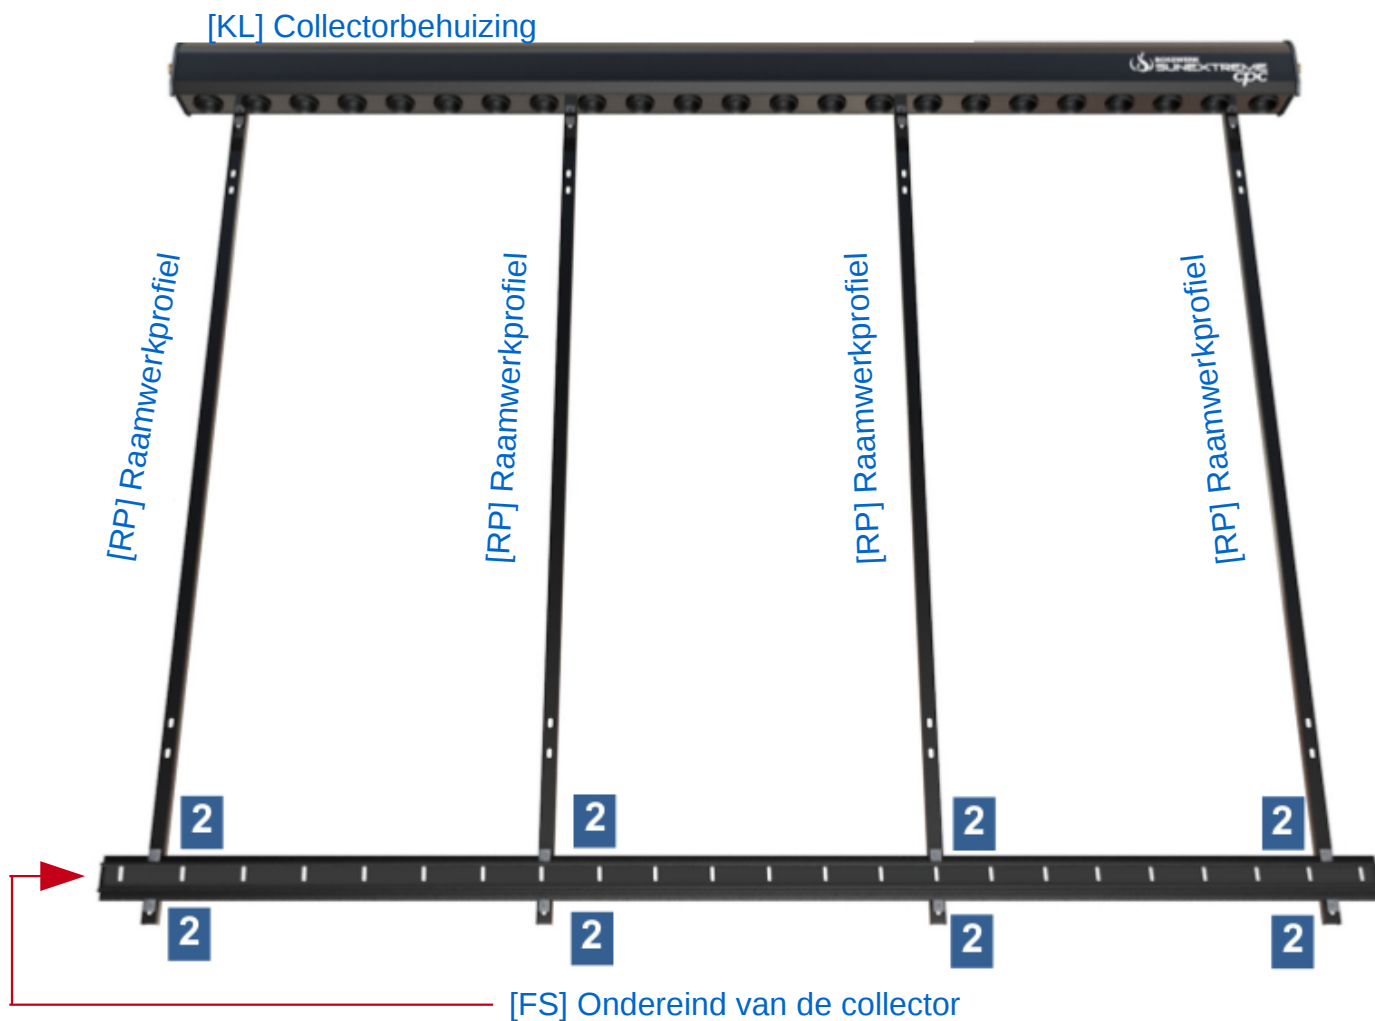 [KL] Collectorbehuizing
SUNEXTREME
cpc
[RP] Raamwerkprofiel
[RP] Raamwerkprofiel
[RP] Raamwerkprofiel
[RP] Raamwerkprofiel
2
2
2
2
2
2
2
2
[FS] Ondereind van de collector